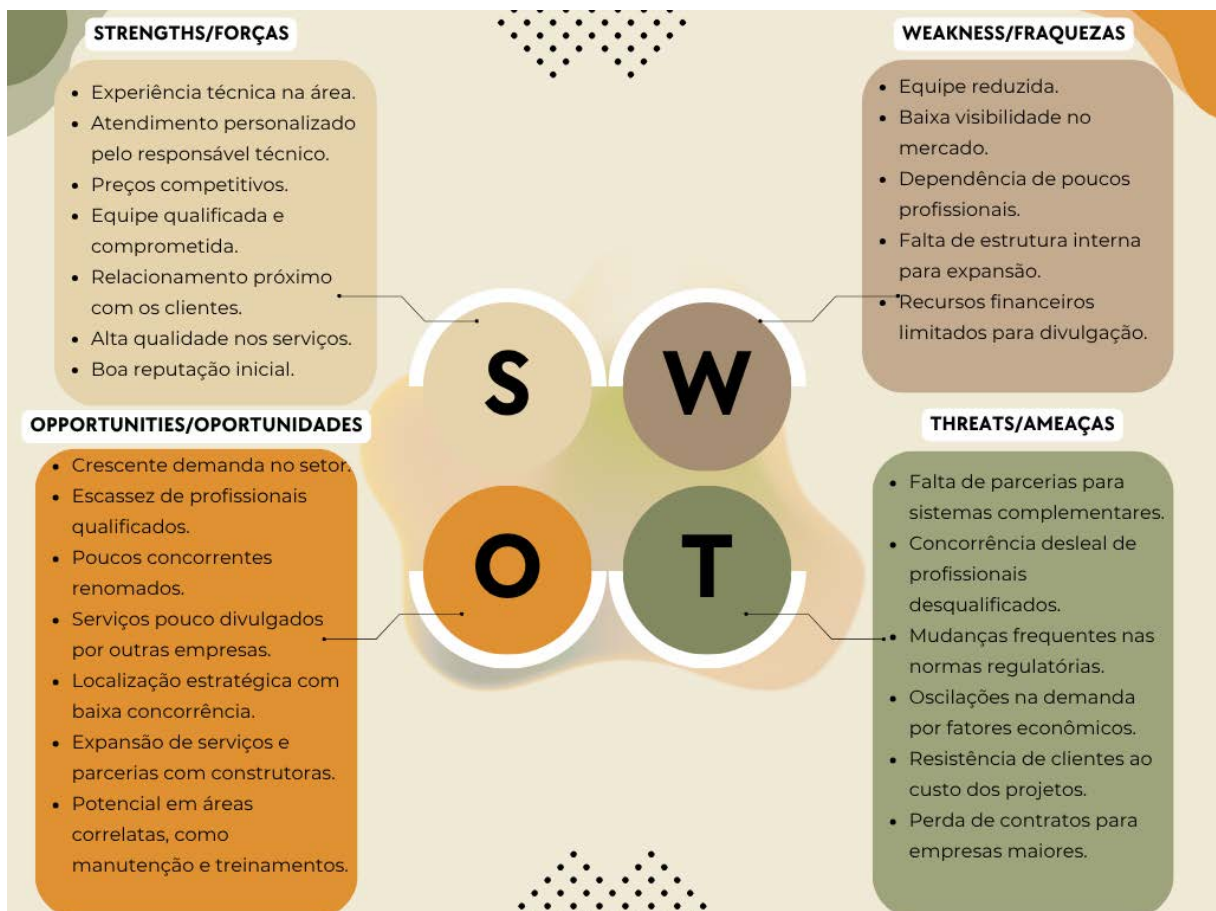 STRENGTHS/FORÇAS
Experiência técnica na área.
Atendimento personalizado
pelo responsável técnico.
Preços competitivos.
Equipe qualificada e
comprometida.
Relacionamento próximo
com os clientes.
Alta qualidade nos serviços.
Boa reputação inicial.
WEAKNESS/FRAQUEZAS
Equipe reduzida.
Baixa visibilidade no
mercado.
Dependência de poucos
profissionais.
Falta de estrutura interna
para expansão.
Recursos financeiros
limitados para divulgação.
S
W
O
T
OPPORTUNITIES/OPORTUNIDADES
Crescente demanda no setor.
Escassez de profissionais
qualificados.
Poucos concorrentes
renomados.
Serviços pouco divulgados
por outras empresas.
Localização estratégica com
baixa concorrência.
Expansão de serviços e
parcerias com construtoras.
Potencial em áreas
correlatas, como
manutenção e treinamentos.
THREATS/AMEAÇAS
Falta de parcerias para
sistemas complementares.
Concorrência desleal de
profissionais
desqualificados.
Mudanças frequentes nas
normas regulatórias.
Oscilações na demanda
por fatores econômicos.
Resistência de clientes ao
custo dos projetos.
Perda de contratos para
empresas maiores.